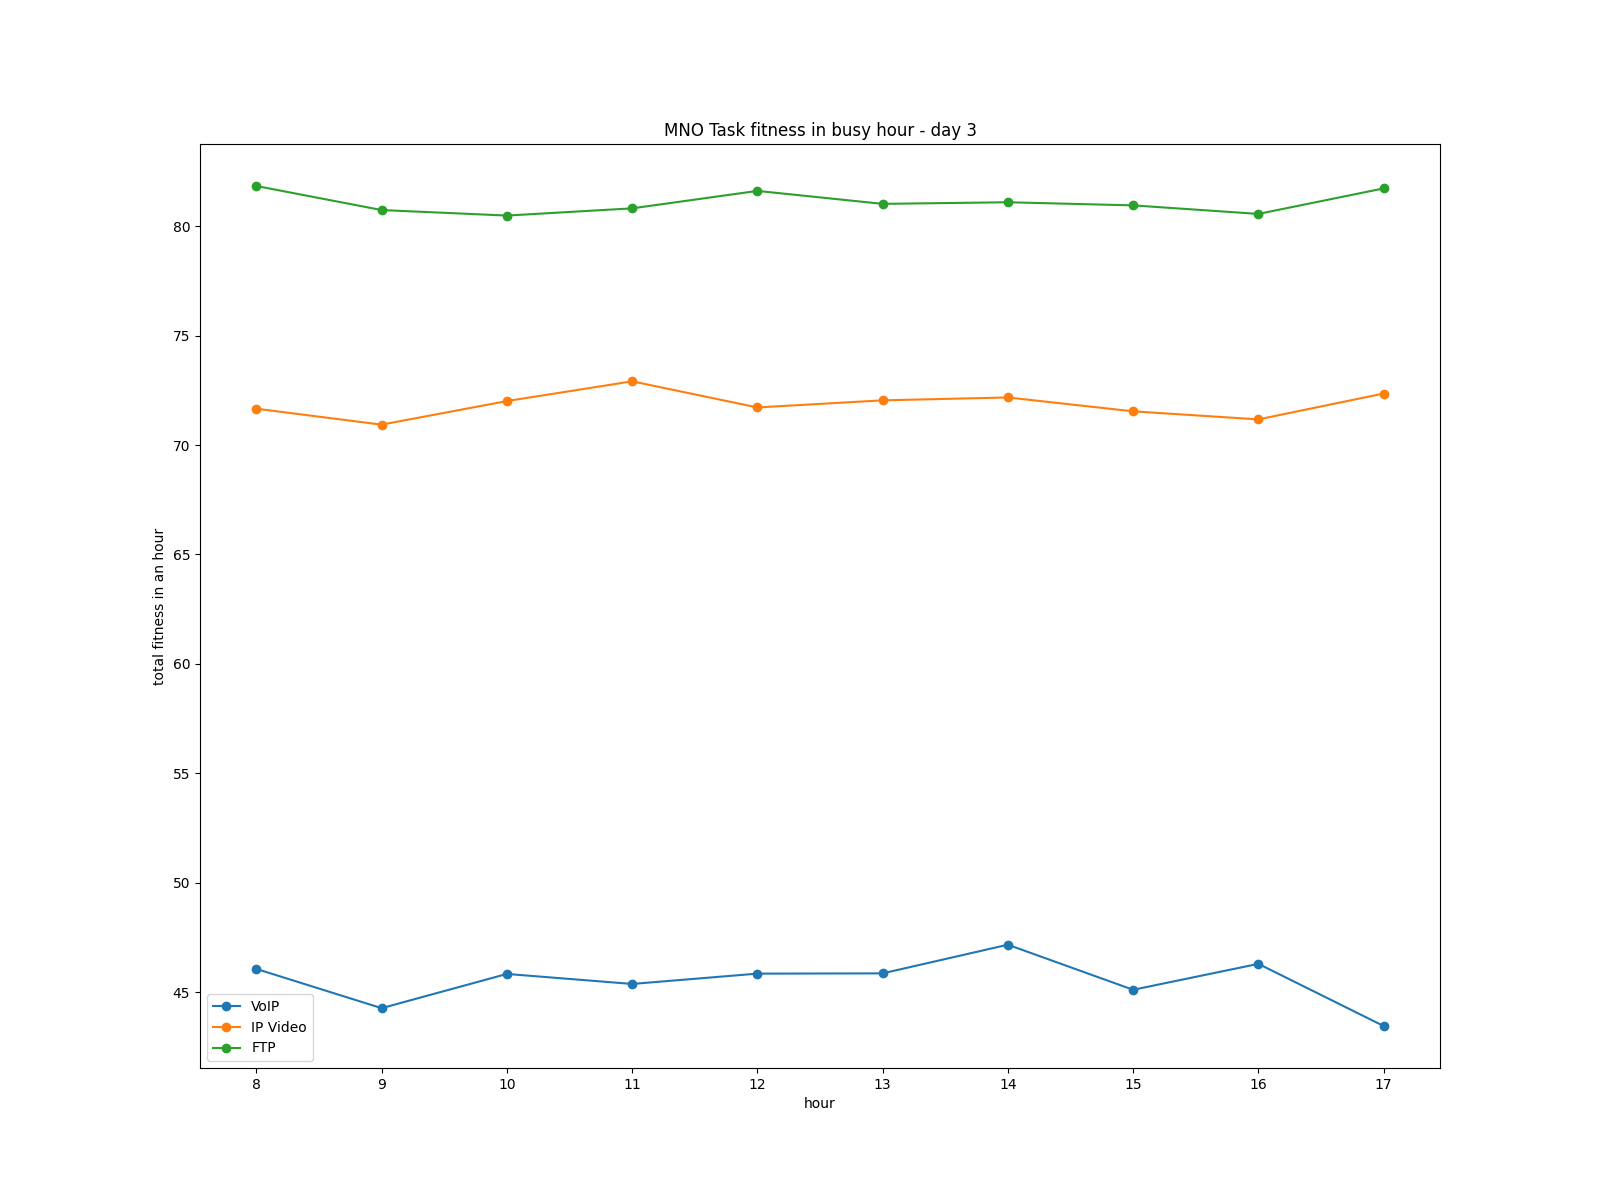 MNO Task fitness in busy hour - day 3
total fitness in an hour
80
75
70
65
60
55
50
45
VoIP
IP Video
FTP
8 9 10 11 12 13 14 15 16 17
hour